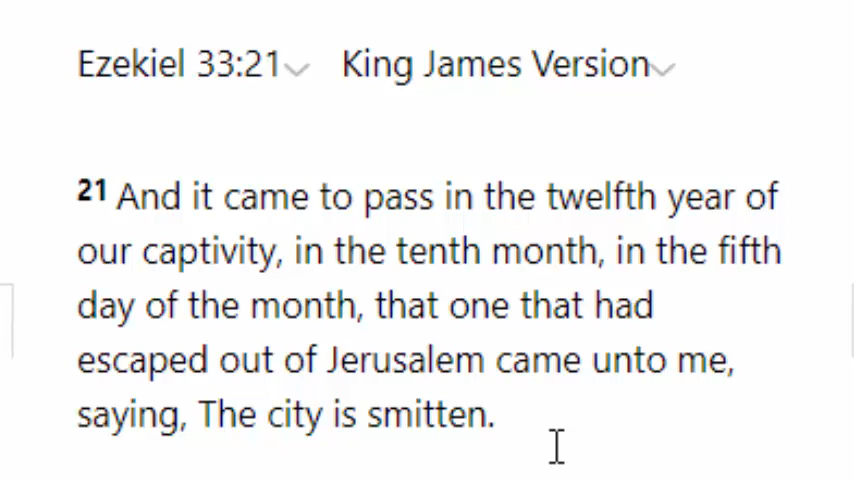 Ezekiel 33:21 King James Version
21 And it came to pass in the twelfth year of
our captivity, in the tenth month, in the fifth
day of the month, that one that had
escaped out of Jerusalem came unto me,
saying, The city is smitten.